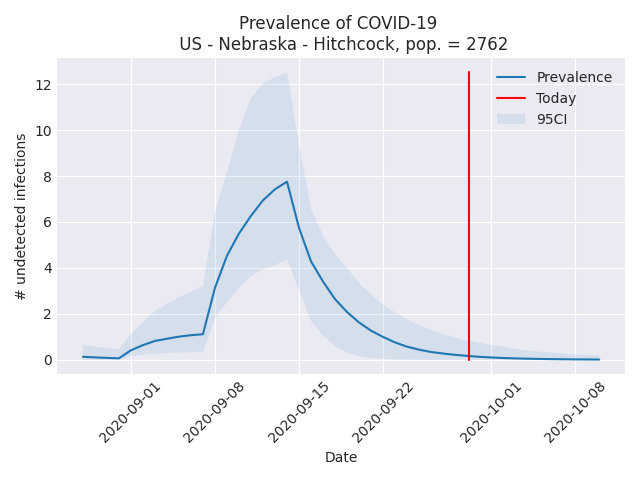 Prevalence of COVID-19
US - Nebraska - Hitchcock, pop. = 2762
Prevalence
Today
95CI
12
10
8
6
4
2
0
# undetected infections
2020-09-01
2020-09-08
2020-09-15
2020-09-22
2020-10-01
2020-10-08
Date